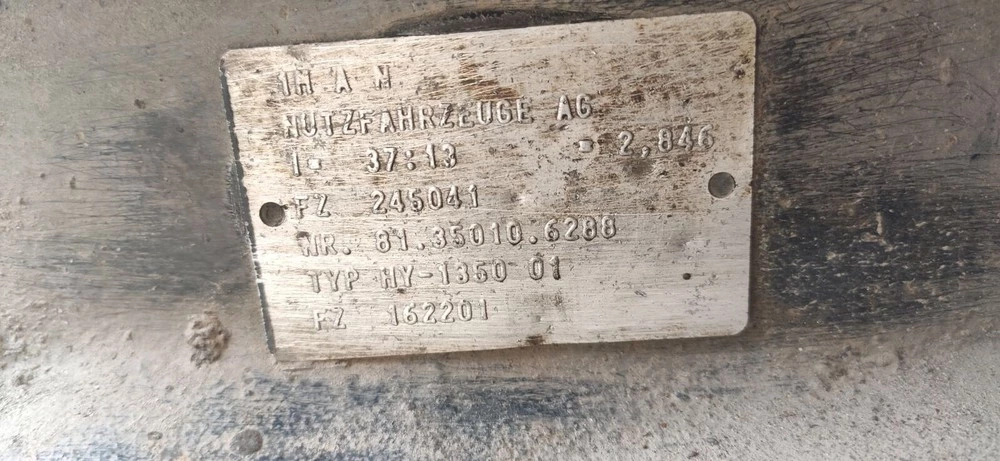 M A N
NUTZFAHRZEUGE AG
I= 37:13 = 2,846
FZ 245041
NR. 81.35010.6288
TYP HY-1350 01
FZ 162201